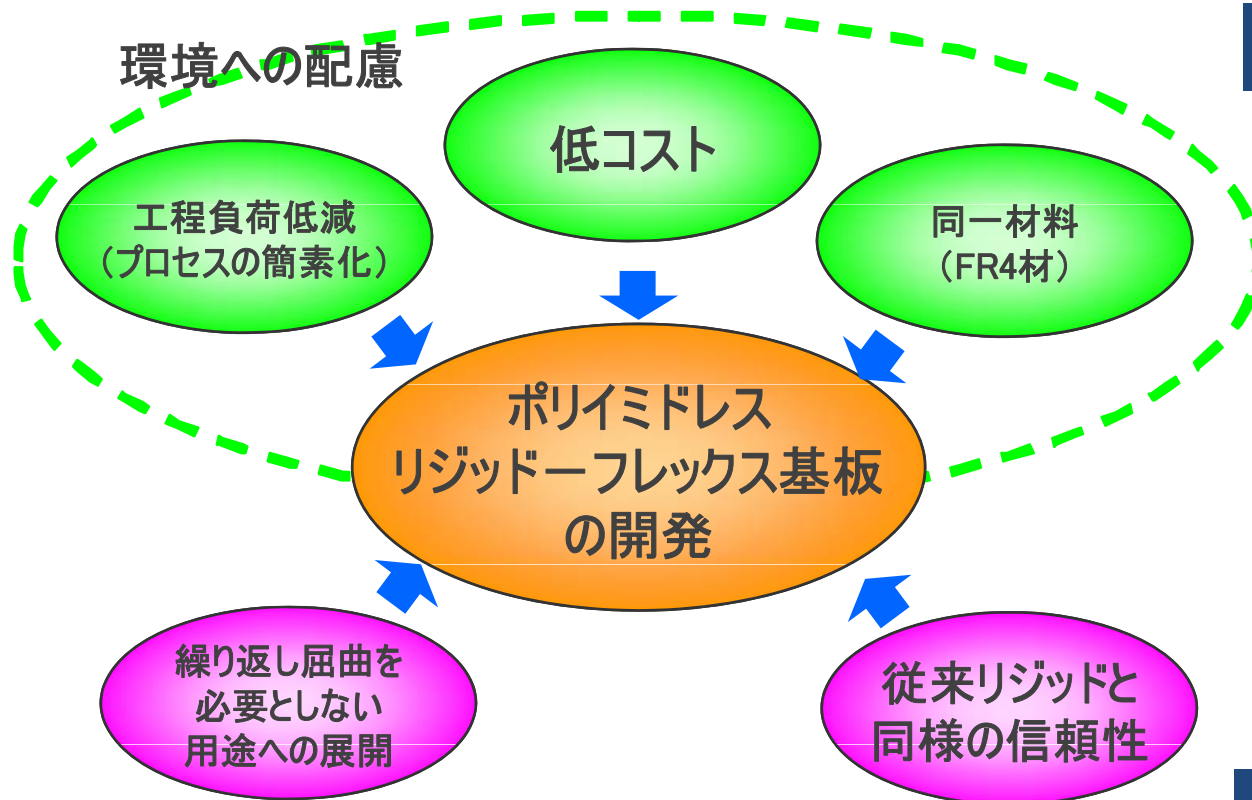 環境への配慮
低コスト
工程負荷低減
（プロセスの簡素化）
同一材料
（FR4材）
ポリイミドレス
リジッドーフレックス基板
の開発
繰り返し屈曲を
必要としない
用途への展開
従来リジッドと
同様の信頼性